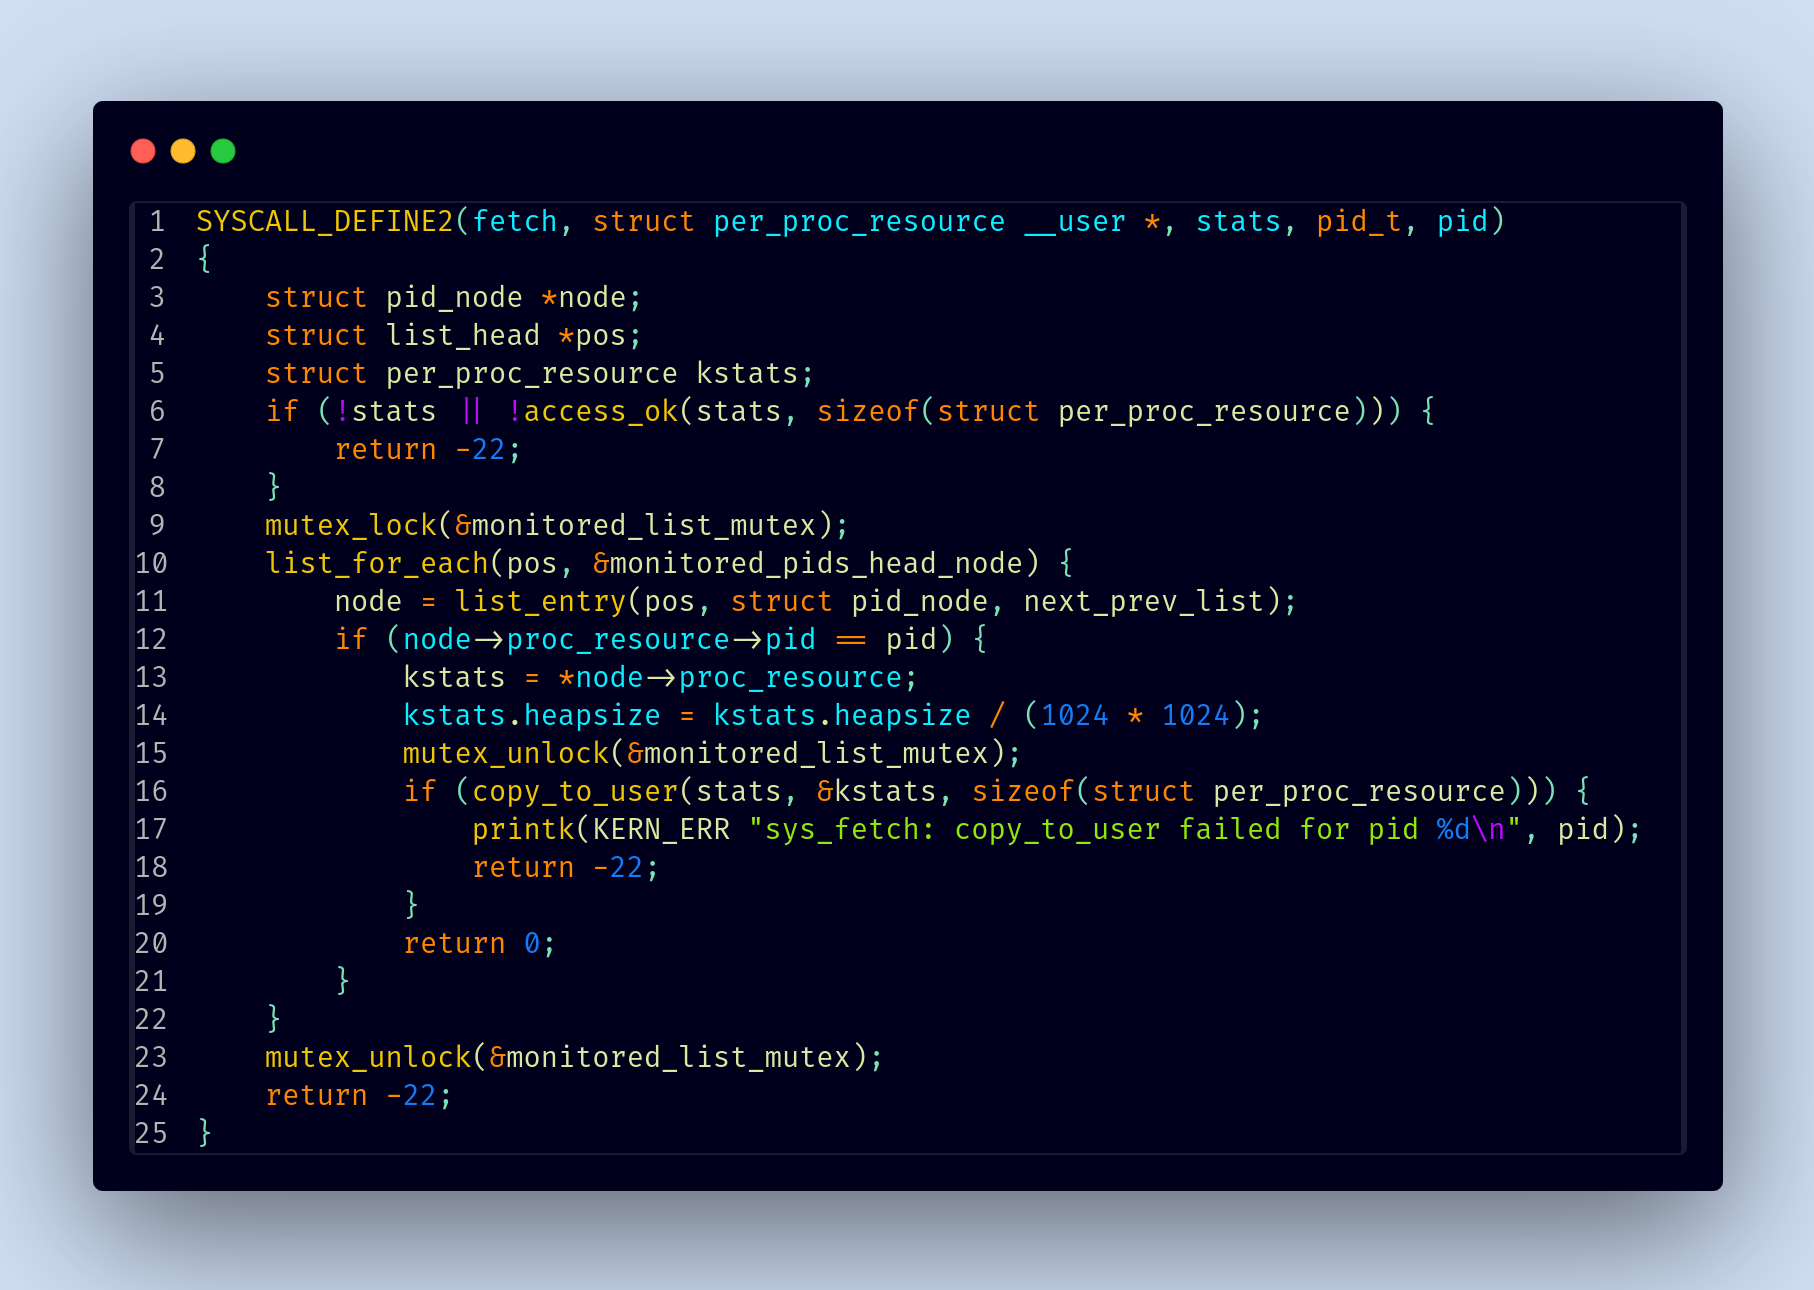 1 SYSCALL_DEFINE2(fetch, struct per_proc_resource __user *, stats, pid_t, pid)
2 {
3     struct pid_node *node;
4     struct list_head *pos;
5     struct per_proc_resource kstats;
6     if (!stats || !access_ok(stats, sizeof(struct per_proc_resource))) {
7         return -22;
8     }
9     mutex_lock(&monitored_list_mutex);
10     list_for_each(pos, &monitored_pids_head_node) {
11         node = list_entry(pos, struct pid_node, next_prev_list);
12         if (node->proc_resource->pid == pid) {
13             kstats = *node->proc_resource;
14             kstats.heapsize = kstats.heapsize / (1024 * 1024);
15             mutex_unlock(&monitored_list_mutex);
16             if (copy_to_user(stats, &kstats, sizeof(struct per_proc_resource))) {
17                 printk(KERN_ERR "sys_fetch: copy_to_user failed for pid %d\n", pid);
18                 return -22;
19             }
20             return 0;
21         }
22     }
23     mutex_unlock(&monitored_list_mutex);
24     return -22;
25 }